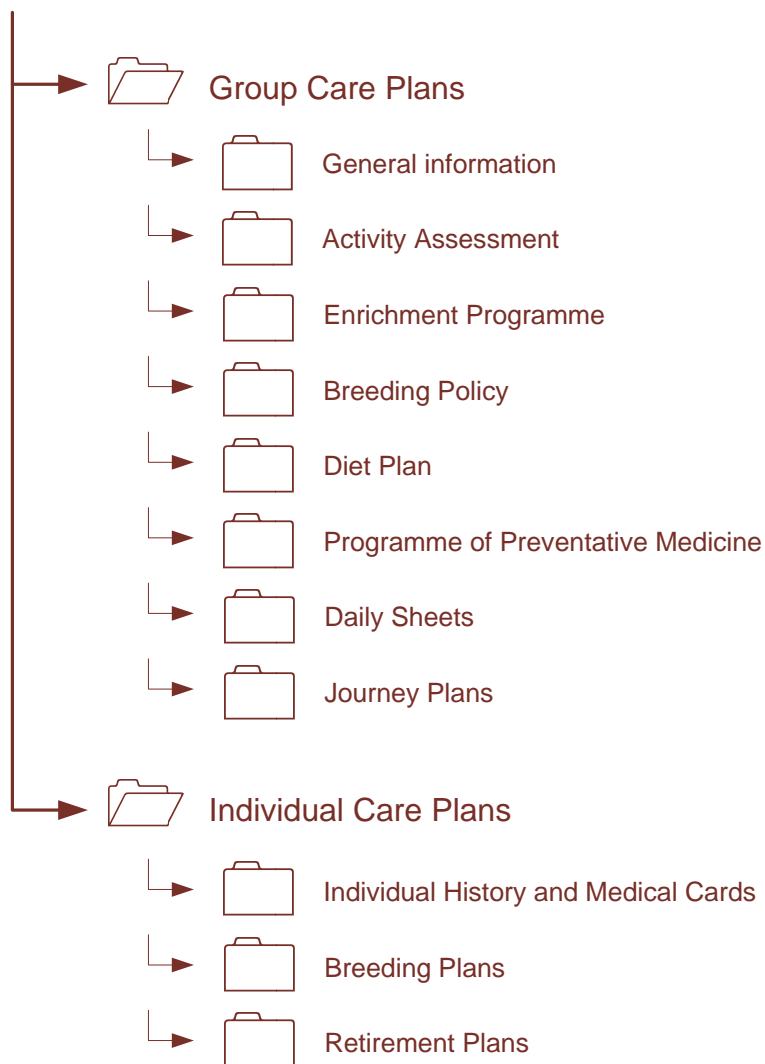 Group Care Plans
General information
Activity Assessment
Enrichment Programme
Breeding Policy
Diet Plan
Programme of Preventative Medicine
Daily Sheets
Journey Plans
Individual Care Plans
Individual History and Medical Cards
Breeding Plans
Retirement Plans